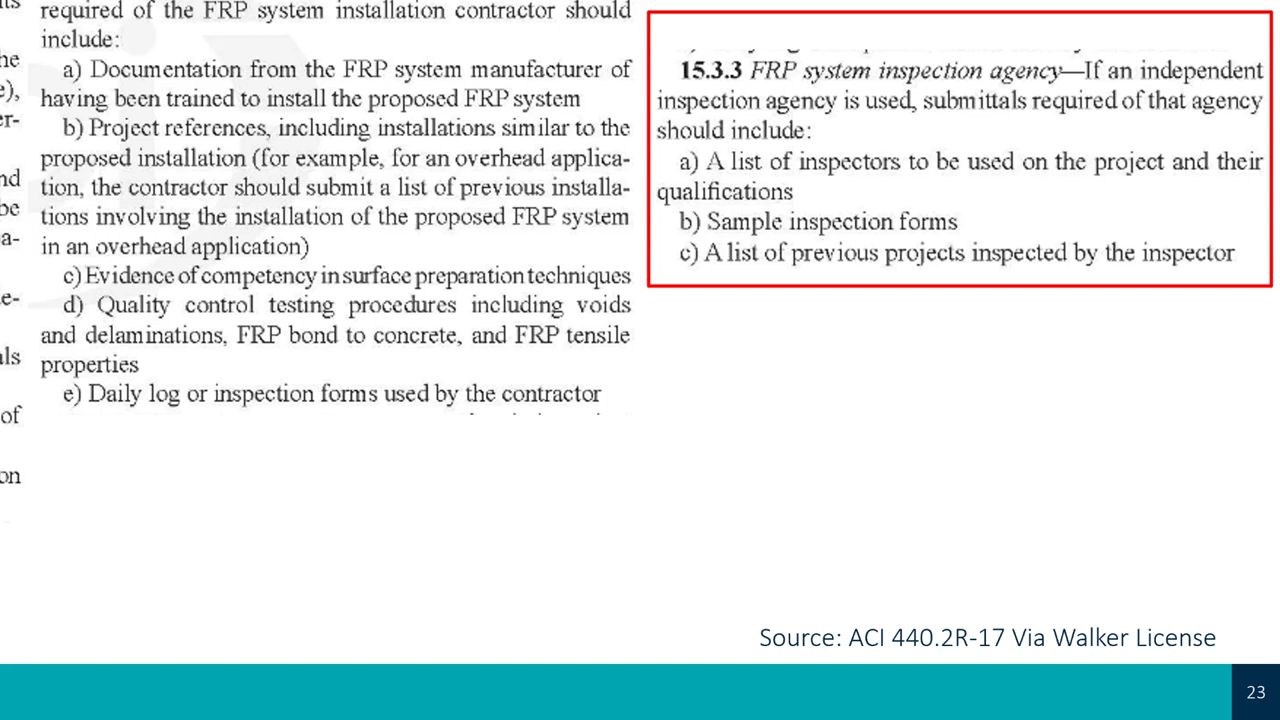 required of the FRP system installation contractor should
include:
a) Documentation from the FRP system manufacturer of
having been trained to install the proposed FRP system
b) Project references, including installations similar to the
proposed installation (for example, for an overhead applica-
tion, the contractor should submit a list of previous installa-
tions involving the installation of the proposed FRP system
in an overhead application)
c) Evidence of competency in surface preparation techniques
d) Quality control testing procedures including voids
and delaminations, FRP bond to concrete, and FRP tensile
properties
e) Daily log or inspection forms used by the contractor
of
15.3.3 FRP system inspection agency—If an independent
inspection agency is used, submittals required of that agency
should include:
a) A list of inspectors to be used on the project and their
qualifications
b) Sample inspection forms
c) A list of previous projects inspected by the inspector
Source: ACI 440.2R-17 Via Walker License
23